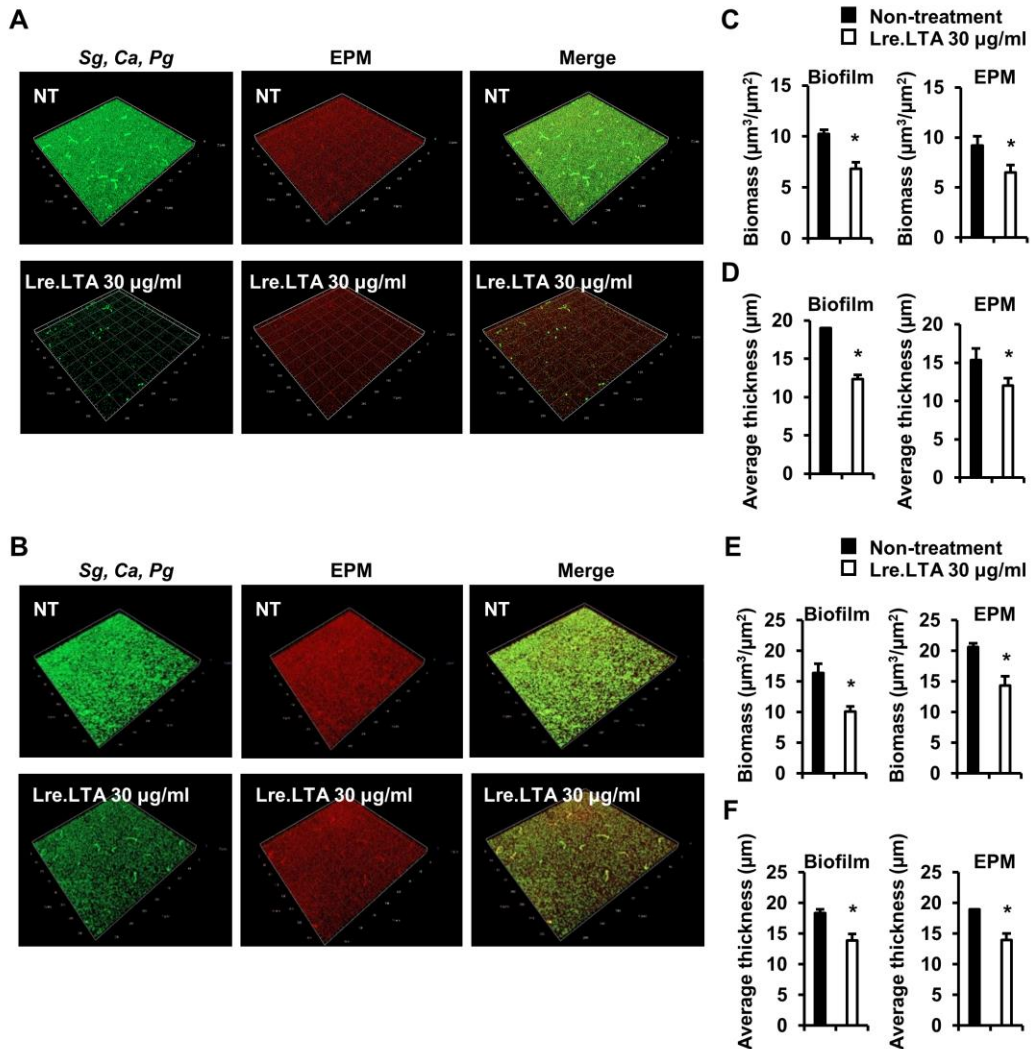 A
Sg, Ca, Pg EPM Merge
NT NT NT
Lre.LTA 30 µg/ml Lre.LTA 30 µg/ml Lre.LTA 30 µg/ml
C
Non-treatment
Lre.LTA 30 µg/ml
Biofilm EPM
Biomass (µm³/µm²)
15
10
5
0
*
Biomass (µm³/µm²)
15
10
5
0
*
D
Biofilm EPM
Average thickness (µm)
20
15
10
5
0
*
Average thickness (µm)
20
15
10
5
0
*
B
Sg, Ca, Pg EPM Merge
NT NT NT
Lre.LTA 30 µg/ml Lre.LTA 30 µg/ml Lre.LTA 30 µg/ml
E
Non-treatment
Lre.LTA 30 µg/ml
Biofilm EPM
Biomass (µm³/µm²)
25
20
15
10
5
0
*
Biomass (µm³/µm²)
25
20
15
10
5
0
*
F
Biofilm EPM
Average thickness (µm)
25
20
15
10
5
0
*
Average thickness (µm)
25
20
15
10
5
0
*